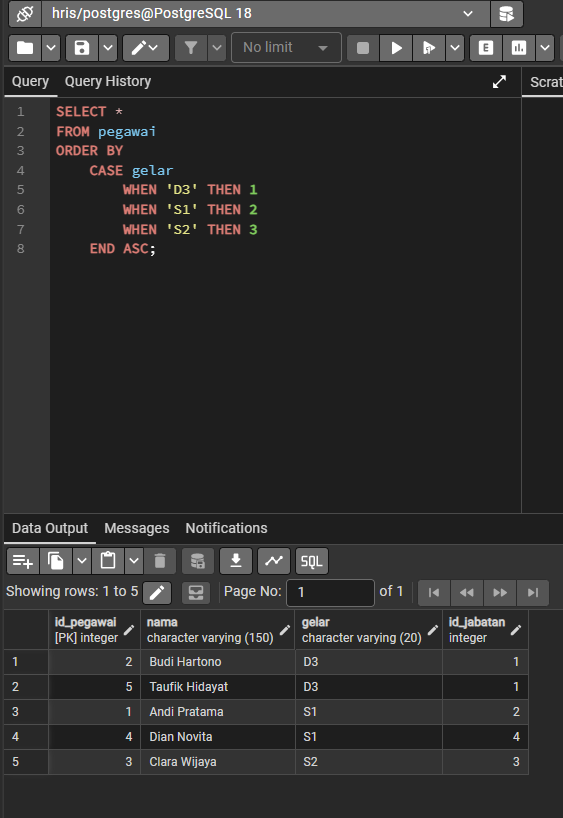 hris/postgres@PostgreSQL 18
No limit
E
Query Query History
Scrat
1 SELECT *
2 FROM pegawai
3 ORDER BY
4 CASE gelar
5 WHEN 'D3' THEN 1
6 WHEN 'S1' THEN 2
7 WHEN 'S2' THEN 3
8 END ASC;
Data Output Messages Notifications
SQL
Showing rows: 1 to 5 Page No: 1 of 1
id_pegawai nama gelar id_jabatan
[PK] integer character varying (150) character varying (20) integer
1 2 Budi Hartono D3 1
2 5 Taufik Hidayat D3 1
3 1 Andi Pratama S1 2
4 4 Dian Novita S1 4
5 3 Clara Wijaya S2 3